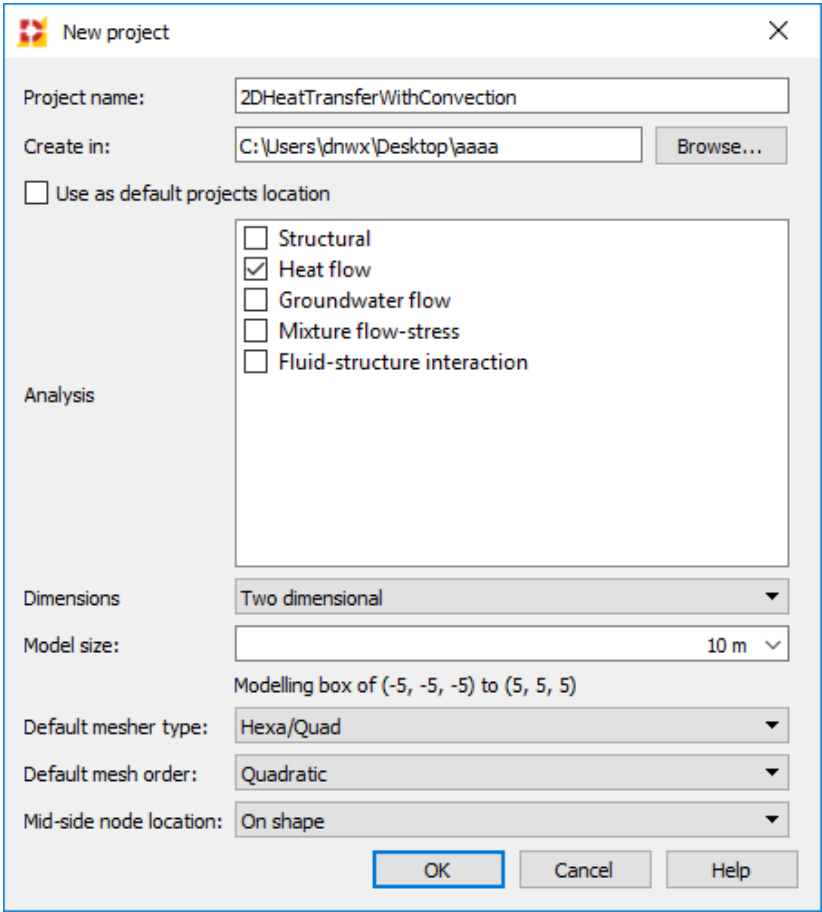 New project
Project name: 2DHeatTransferWithConvection
Create in: C:\Users\dnwx\Desktop\aaaa Browse...
Use as default projects location
Structural
Heat flow
Groundwater flow
Mixture flow-stress
Fluid-structure interaction
Analysis
Dimensions Two dimensional
Model size: 10 m
Modelling box of (-5, -5, -5) to (5, 5, 5)
Default mesher type: Hexa/Quad
Default mesh order: Quadratic
Mid-side node location: On shape
OK Cancel Help